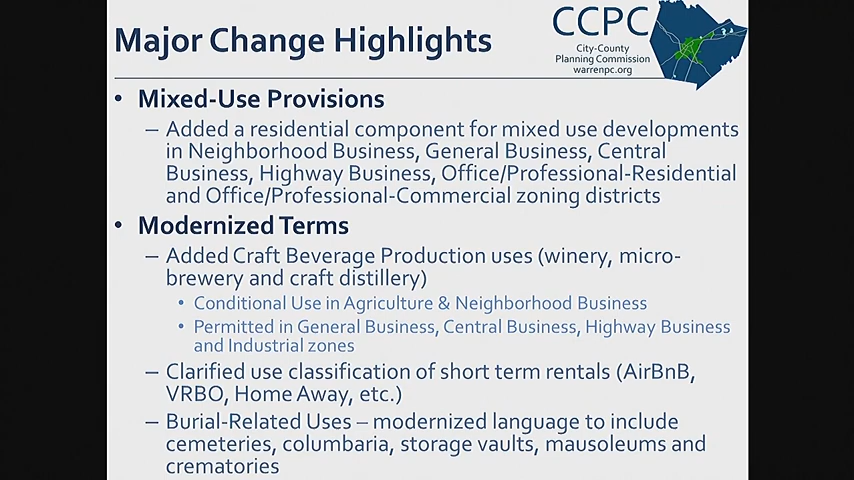 Major Change Highlights
CCPC
City-County
Planning Commission
warrenpc.org
• Mixed-Use Provisions
– Added a residential component for mixed use developments
in Neighborhood Business, General Business, Central
Business, Highway Business, Office/Professional-Residential
and Office/Professional-Commercial zoning districts
• Modernized Terms
– Added Craft Beverage Production uses (winery, micro-
brewery and craft distillery)
• Conditional Use in Agriculture & Neighborhood Business
• Permitted in General Business, Central Business, Highway Business
and Industrial zones
– Clarified use classification of short term rentals (AirBnB,
VRBO, Home Away, etc.)
– Burial-Related Uses – modernized language to include
cemeteries, columbaria, storage vaults, mausoleums and
crematories